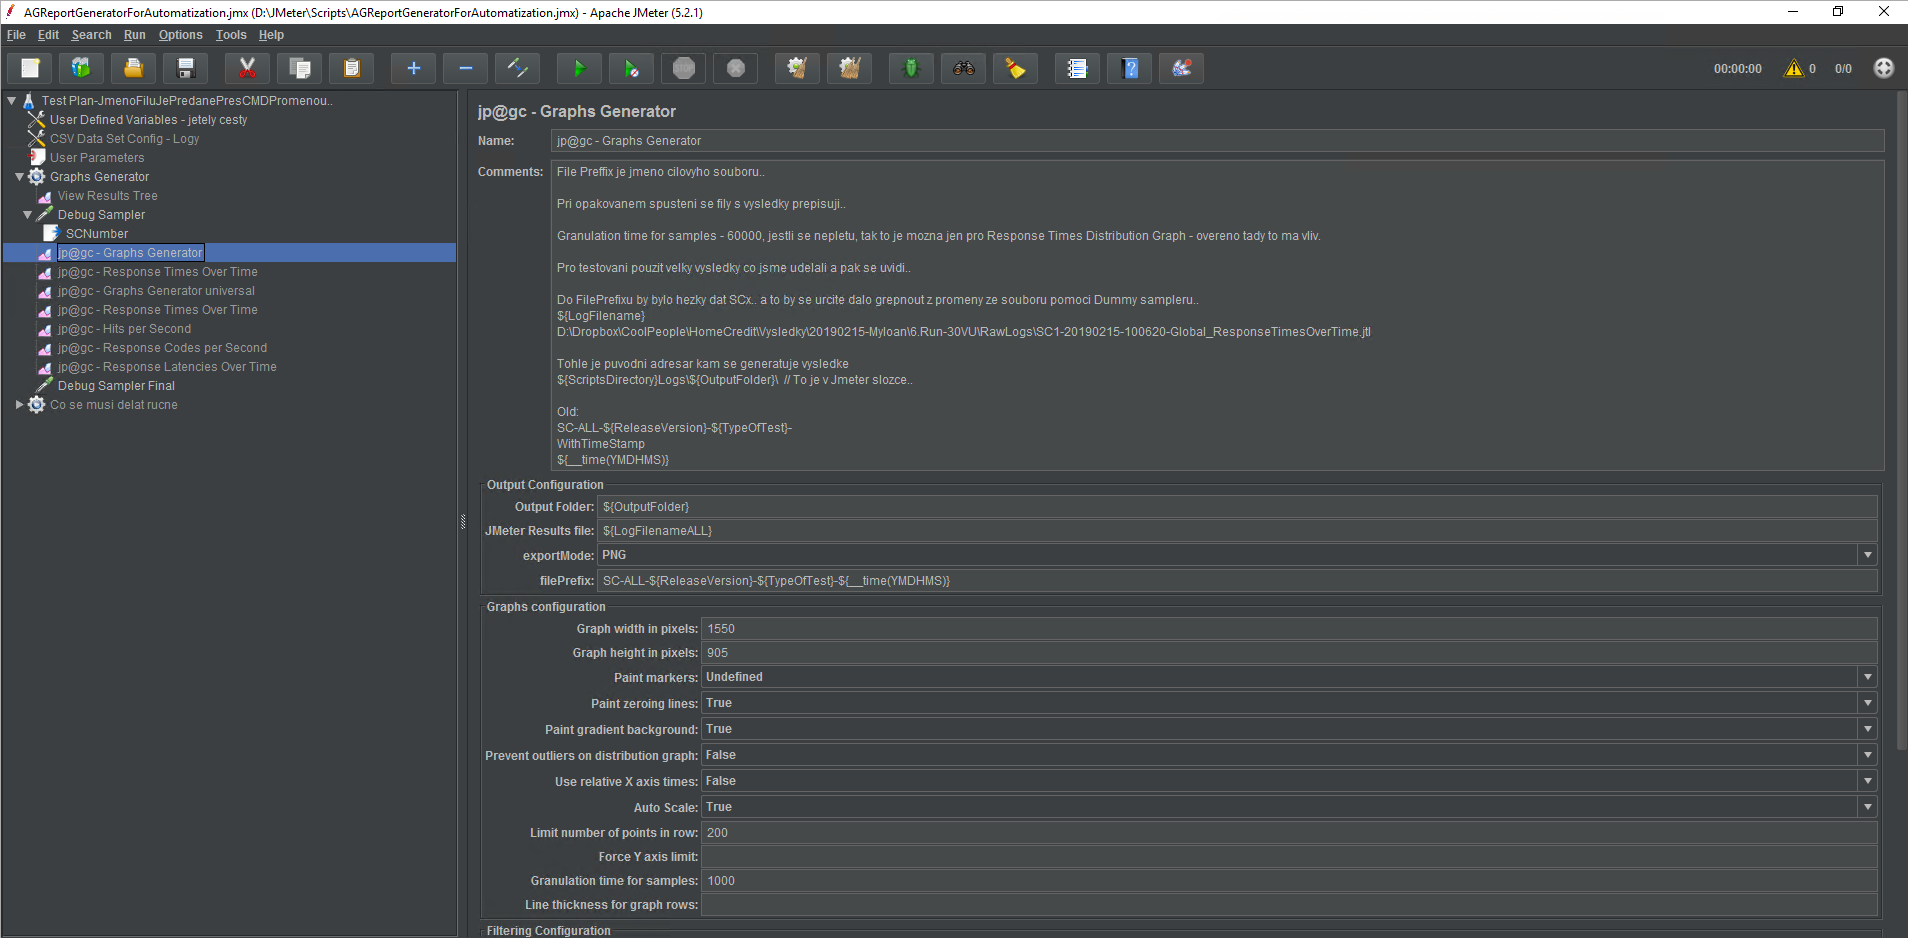 AGReportGeneratorForAutomatization.jmx (D:\JMeter\Scripts\AGReportGeneratorForAutomatization.jmx) - Apache JMeter (5.2.1)
File Edit Search Run Options Tools Help
STOP
00:00:00 0 0/0
Test Plan-JmenoFiluJePredanePresCMDPromenou..
User Defined Variables - jetely cesty
CSV Data Set Config - Logy
User Parameters
Graphs Generator
View Results Tree
Debug Sampler
SCNumber
jp@gc - Graphs Generator
jp@gc - Response Times Over Time
jp@gc - Graphs Generator universal
jp@gc - Response Times Over Time
jp@gc - Hits per Second
jp@gc - Response Codes per Second
jp@gc - Response Latencies Over Time
Debug Sampler Final
Co se musi delat rucne
jp@gc - Graphs Generator
Name: jp@gc - Graphs Generator
Comments: File Preffix je jmeno cilovyho souboru..
Pri opakovanem spusteni se fily s vysledky prepisuji..
Granulation time for samples - 60000, jestli se nepletu, tak to je mozna jen pro Response Times Distribution Graph - overeno tady to ma vliv.
Pro testovani pouzit velky vysledky co jsme udelali a pak se uvidi..
Do FilePrefixu by bylo hezky dat SCx.. a to by se urcite dalo grepnout z promeny ze souboru pomoci Dummy sampleru..
${LogFilename}
D:\Dropbox\CoolPeople\HomeCredit\Vysledky\20190215-Myloan\6.Run-30VU\RawLogs\SC1-20190215-100620-Global_ResponseTimesOverTime.jtl
Tohle je puvodni adresar kam se generatuje vysledke
${ScriptsDirectory}Logs\${OutputFolder}\ // To je v Jmeter slozce..
Old:
SC-ALL-${ReleaseVersion}-${TypeOfTest}-
WithTimeStamp
${__time(YMDHMS)}
Output Configuration
Output Folder: ${OutputFolder}
JMeter Results file: ${LogFilenameALL}
exportMode: PNG
filePrefix: SC-ALL-${ReleaseVersion}-${TypeOfTest}-${__time(YMDHMS)}
Graphs configuration
Graph width in pixels: 1550
Graph height in pixels: 905
Paint markers: Undefined
Paint zeroing lines: True
Paint gradient background: True
Prevent outliers on distribution graph: False
Use relative X axis times: False
Auto Scale: True
Limit number of points in row: 200
Force Y axis limit:
Granulation time for samples: 1000
Line thickness for graph rows:
Filtering Configuration